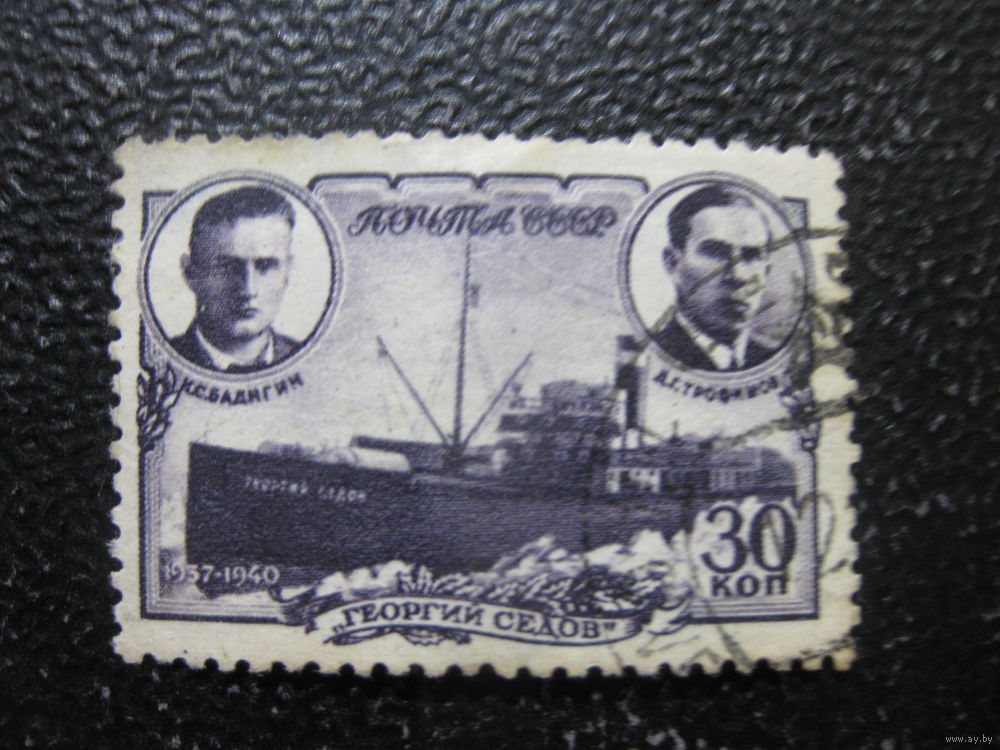 ПОЧТА СССР
К.С.БАДИГИН
Д.Г.ТРОФИМОВ
ГЕОРГИЙ СЕДОВ
30
КОП
1937-1940
„ГЕОРГИЙ СЕДОВ"
www.ay.by